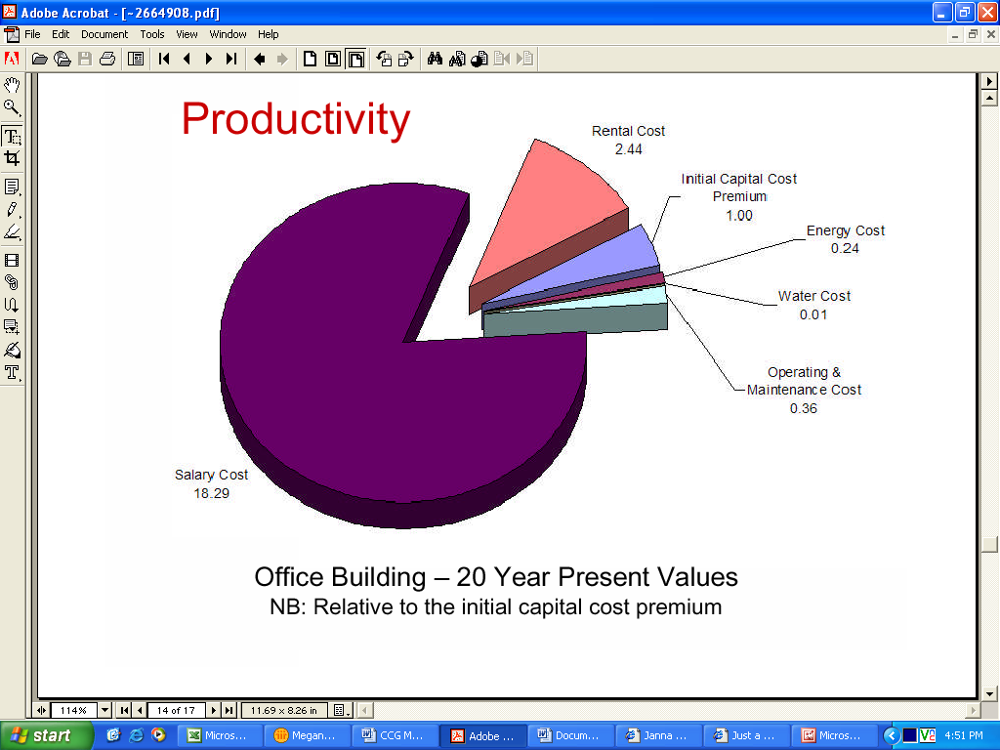 Adobe Acrobat - [~2664908.pdf]
File Edit Document Tools View Window Help
Productivity
Rental Cost
2.44
Initial Capital Cost
Premium
1.00
Energy Cost
0.24
Water Cost
0.01
Operating &
Maintenance Cost
0.36
Salary Cost
18.29
Office Building – 20 Year Present Values
NB: Relative to the initial capital cost premium
114% 14 of 17 11.69 x 8.26 in
start Micros... Megan... CCG M... Adobe ... Docum... Janna ... Just a ... Micros... 4:51 PM